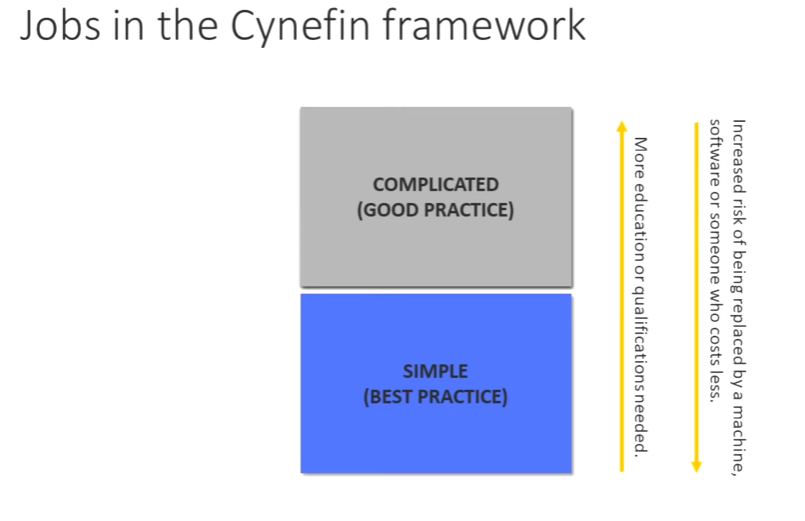 Jobs in the Cynefin framework
COMPLICATED
(GOOD PRACTICE)
SIMPLE
(BEST PRACTICE)
More education or qualifications needed.
Increased risk of being replaced by a machine,
software or someone who costs less.